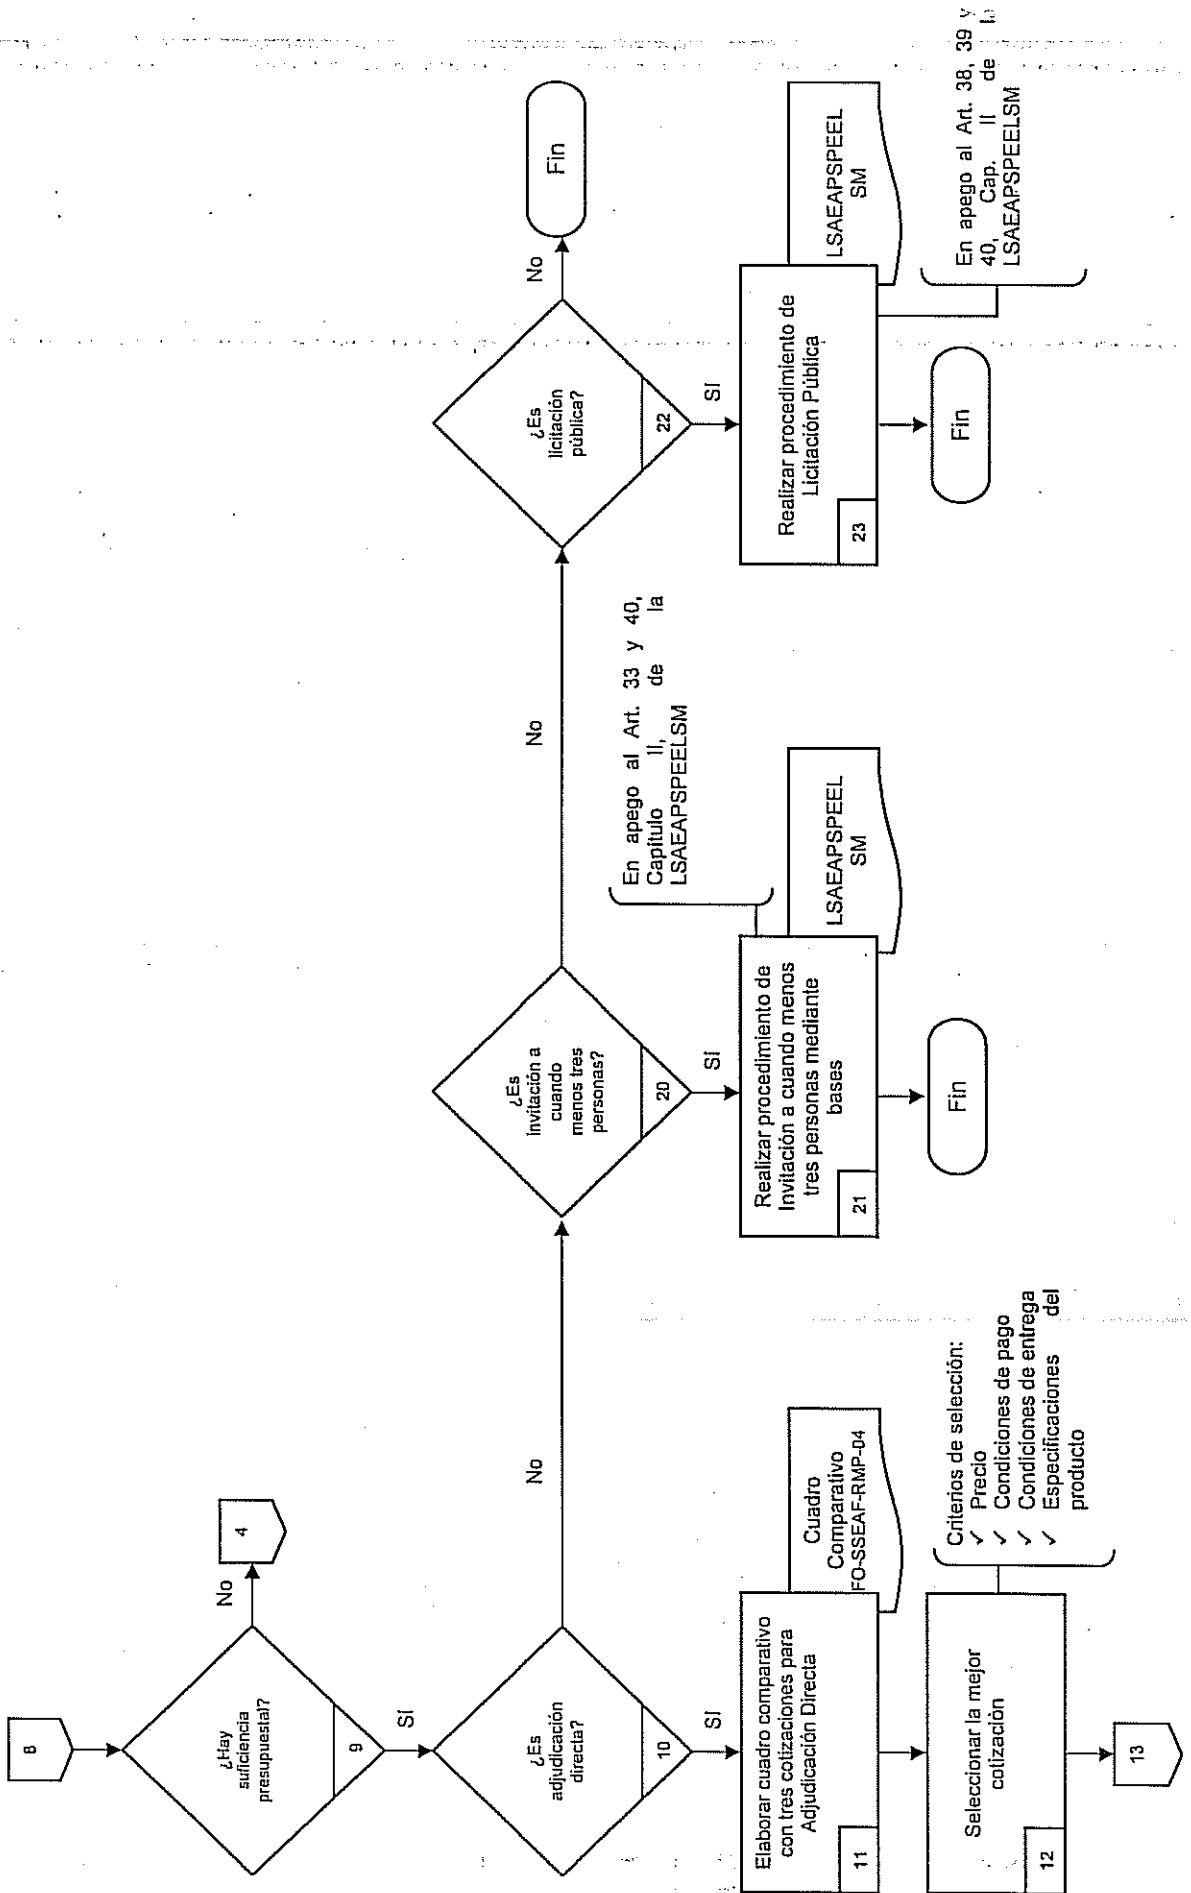 8
¿Hay
suficiencia
presupuestal?
9
No
4
SI
¿Es
adjudicación
directa?
10
No
SI
Elaborar cuadro comparativo
con tres cotizaciones para
Adjudicación Directa
11
Cuadro
Comparativo
FO-SSEAF-RMP-04
Seleccionar la mejor
cotización
12
Criterios de selección:
✓ Precio
✓ Condiciones de pago
✓ Condiciones de entrega
✓ Especificaciones del
producto
13
¿Es
Invitación a
cuando
menos tres
personas?
20
No
SI
Realizar procedimiento de
Invitación a cuando menos
tres personas mediante
bases
21
LSAEAPSPEEL
SM
En apego al Art. 33 y 40,
Capítulo II, de la
LSAEAPSPEELSM
Fin
¿Es
licitación
pública?
22
No
Fin
SI
Realizar procedimiento de
Licitación Pública
23
LSAEAPSPEEL
SM
En apego al Art. 38, 39 y
40, Cap. II de la
LSAEAPSPEELSM
Fin